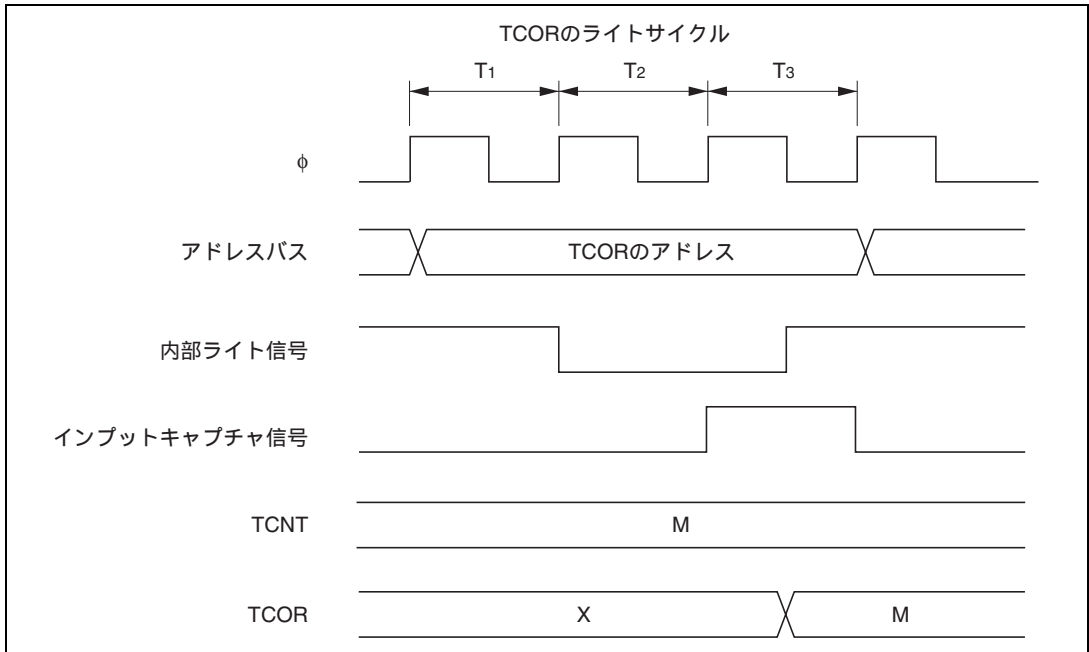 TCORのライトサイクル
T1 T2 T3
φ
アドレスバス TCORのアドレス
内部ライト信号
インプットキャプチャ信号
TCNT M
TCOR X M